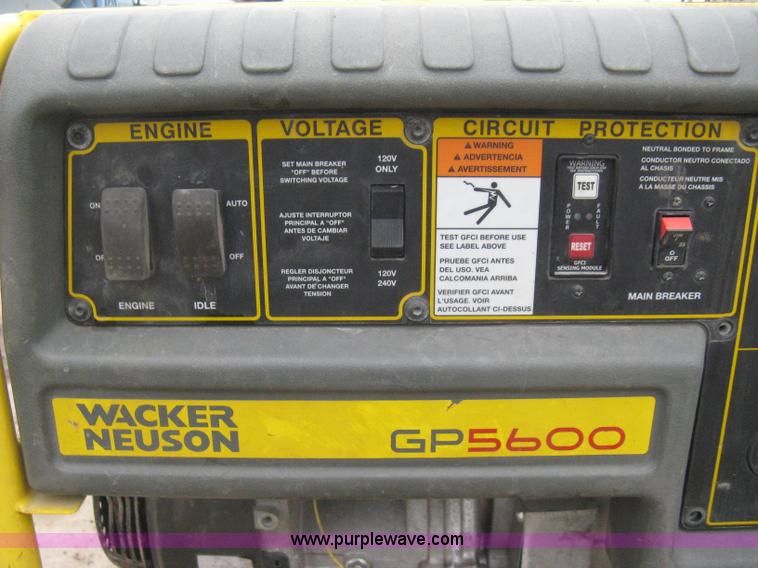 ENGINE
ON
OFF
ENGINE
AUTO
OFF
IDLE
VOLTAGE
SET MAIN BREAKER
"OFF" BEFORE
SWITCHING VOLTAGE
AJUSTE INTERRUPTOR
PRINCIPAL A "OFF"
ANTES DE CAMBIAR
VOLTAJE
REGLER DISJONCTEUR
PRINCIPAL A "OFF"
AVANT DE CHANGER
TENSION
120V
ONLY
120V
240V
CIRCUIT PROTECTION
WARNING
ADVERTENCIA
AVERTISSEMENT
TEST GFCI BEFORE USE
SEE LABEL ABOVE
PRUEBE GFCI ANTES
DEL USO. VEA
CALCOMANIA ARRIBA
VERIFIER GFCI AVANT
L'USAGE. VOIR
AUTOCOLLANT CI-DESSUS
WARNING
TEST
POWER
FAULT
RESET
GFCI
SENSING MODULE
NEUTRAL BONDED TO FRAME
CONDUCTOR NEUTRO CONECTADO
AL CHASIS
CONDUCTEUR NEUTRE MIS
A LA MASSE DU CHASSIS
O
OFF
MAIN BREAKER
WACKER
NEUSON
GP5600
www.purplewave.com